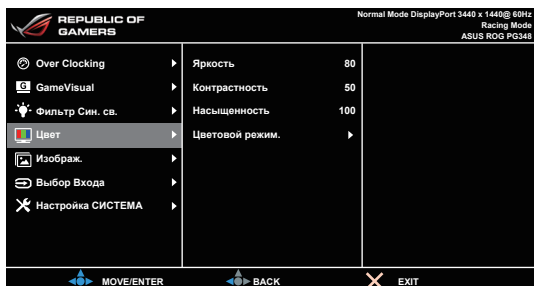 REPUBLIC OF
GAMERS
Normal Mode DisplayPort 3440 x 1440@ 60Hz
Racing Mode
ASUS ROG PG348
Over Clocking
G GameVisual
Фильтр Син. св.
Цвет
Изображ.
Выбор Входа
Настройка СИСТЕМА
Яркость 80
Контрастность 50
Насыщенность 100
Цветовой режим.
MOVE/ENTER BACK EXIT